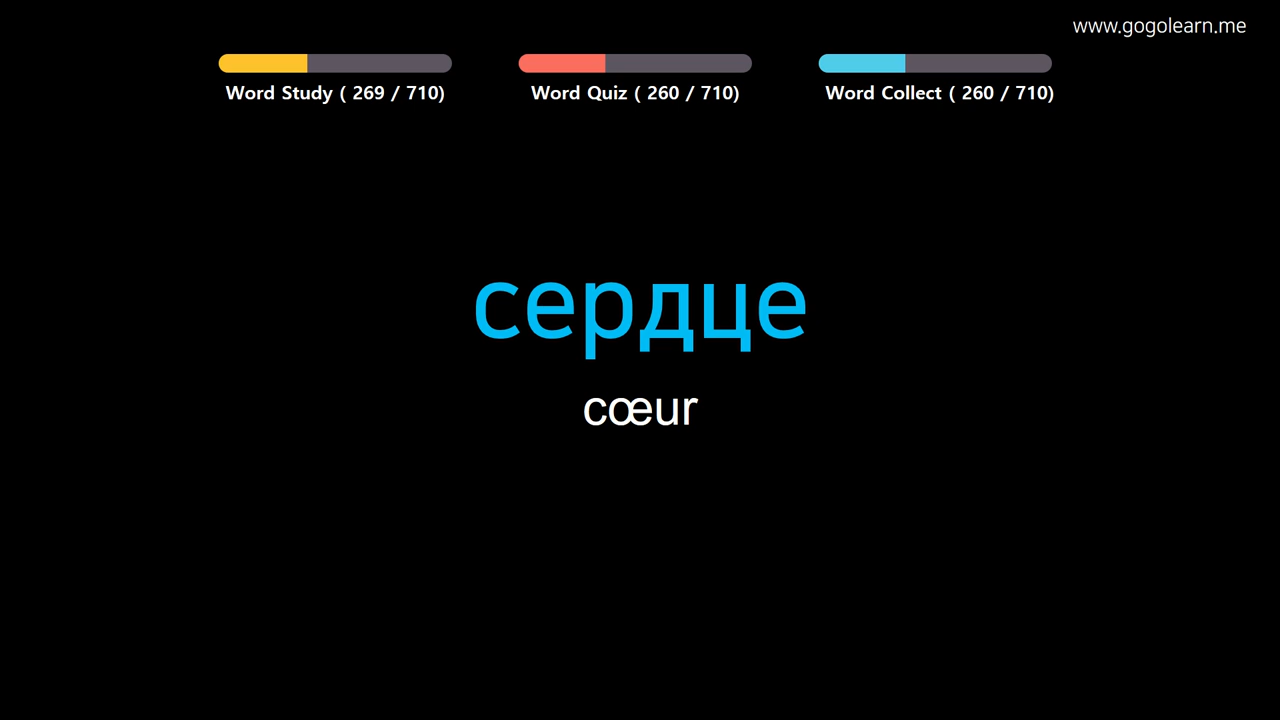 www.gogolearn.me
Word Study ( 269 / 710)
Word Quiz ( 260 / 710)
Word Collect ( 260 / 710)
сердце
cœur